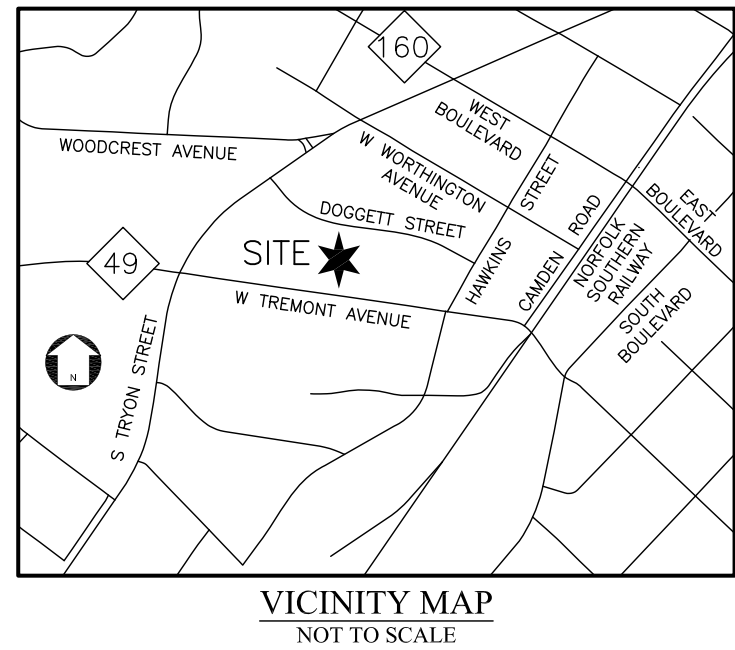 160
WEST
BOULEVARD
WOODCREST AVENUE
W WORTHINGTON
AVENUE
STREET
HAWKINS
DOGGETT STREET
CAMDEN ROAD
EAST
BOULEVARD
NORFOLK
SOUTHERN
RAILWAY
SITE
49
W TREMONT AVENUE
SOUTH
BOULEVARD
S TRYON STREET
N
VICINITY MAP
NOT TO SCALE